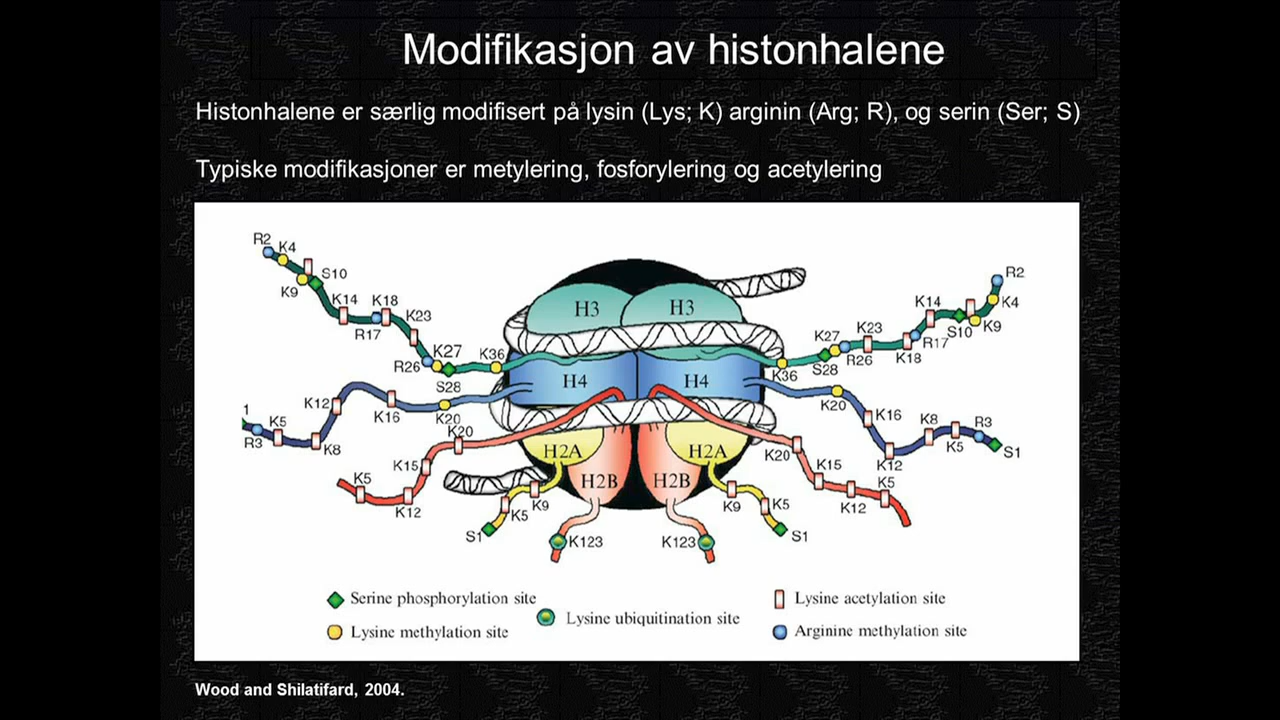 Modifikasjon av histonhalene
Histonhalene er særlig modifisert på lysin (Lys; K) arginin (Arg; R), og serin (Ser; S)
Typiske modifikasjoner er metylering, fosforylering og acetylering
R2
K4
K9
S10
K14
K18
R17
K23
R26
K27
S28
K36
H3
H3
K36
S28
K27
R26
K23
K18
R17
K14
S10
K9
K4
R2
1
R3
K5
K8
K12
K16
K20
H4
H4
K20
K16
K12
K8
K5
R3
S1
K5
K12
K15
K20
H2A
H2A
K20
K15
K12
K5
S1
K5
K9
H2B
H2B
K9
K5
S1
K123
K123
Serine phosphorylation site
Lysine methylation site
Lysine ubiquitination site
Lysine acetylation site
Arginine methylation site
Wood and Shilatifard, 2004.